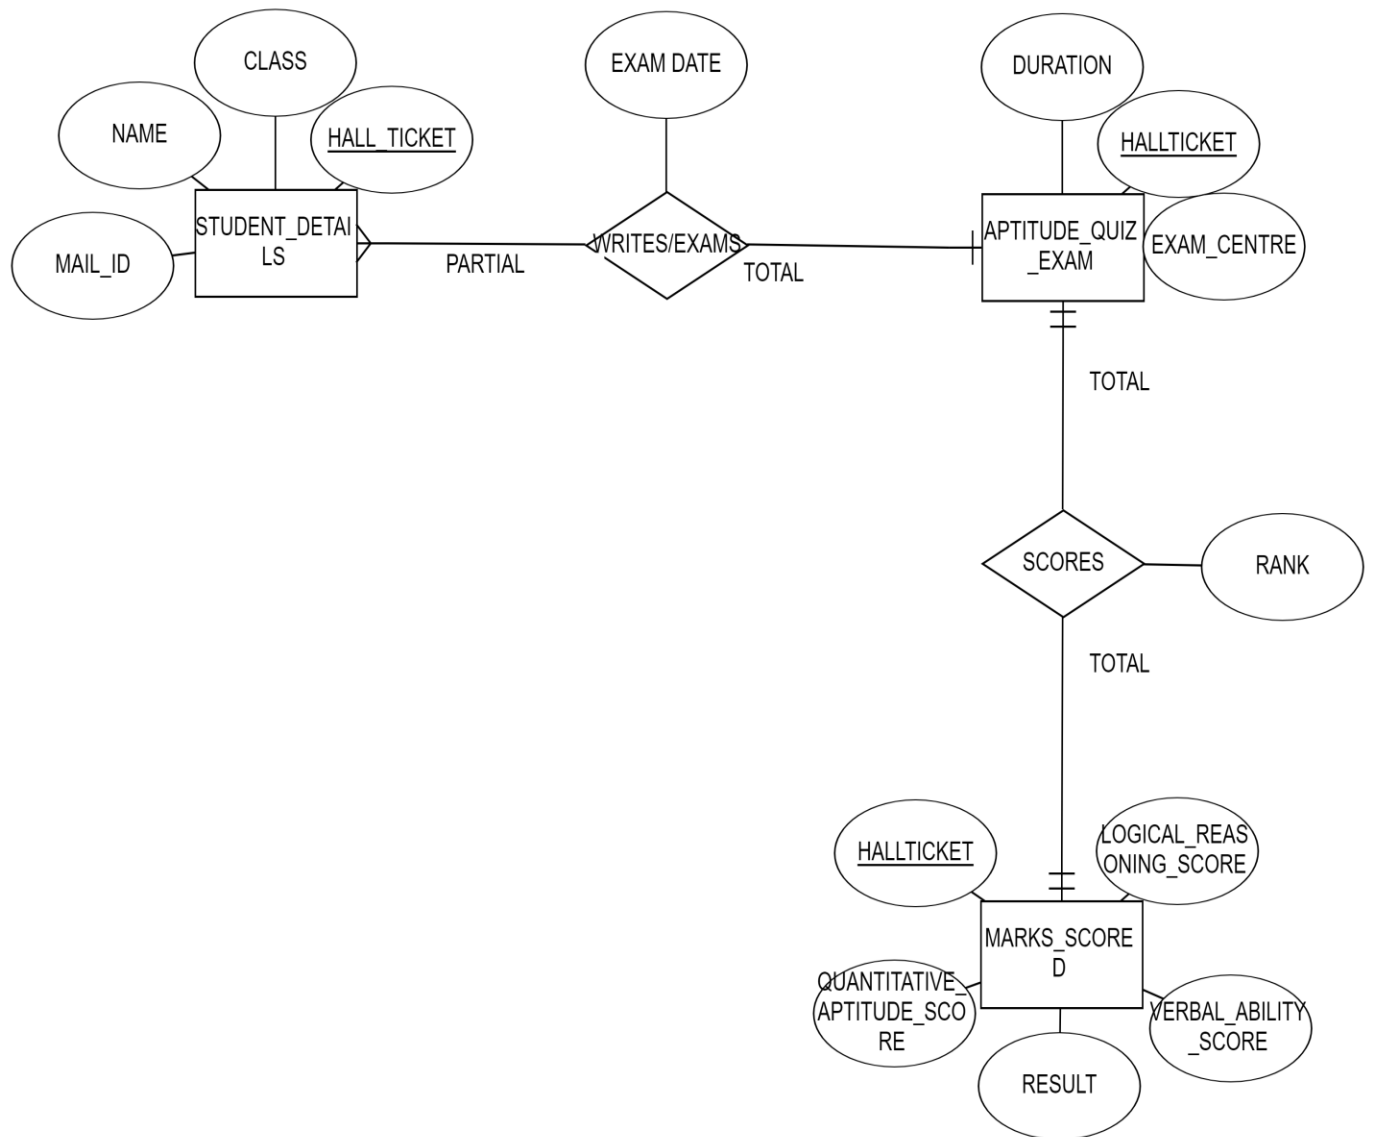 CLASS
EXAM DATE
DURATION
NAME
HALL_TICKET
HALLTICKET
STUDENT_DETAI
LS
WRITES/EXAMS
APTITUDE_QUIZ
_EXAM
EXAM_CENTRE
MAIL_ID
PARTIAL
TOTAL
TOTAL
SCORES
RANK
TOTAL
HALLTICKET
LOGICAL_REAS
ONING_SCORE
MARKS_SCORE
D
QUANTITATIVE_
APTITUDE_SCO
RE
VERBAL_ABILITY
_SCORE
RESULT